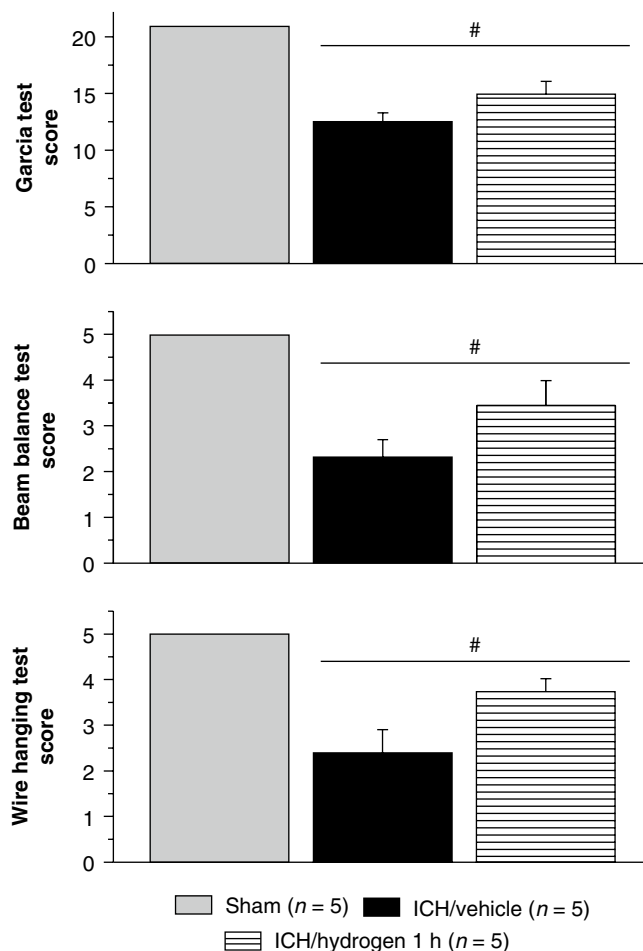 Garcia test
score
20
15
10
5
0
#
Beam balance test
score
5
4
3
2
1
0
#
Wire hanging test
score
5
4
3
2
1
0
#
Sham (n = 5)
ICH/vehicle (n = 5)
ICH/hydrogen 1 h (n = 5)